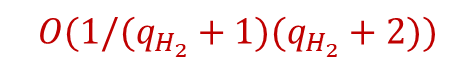 O(1/(q_{H_2} + 1)(q_{H_2} + 2))